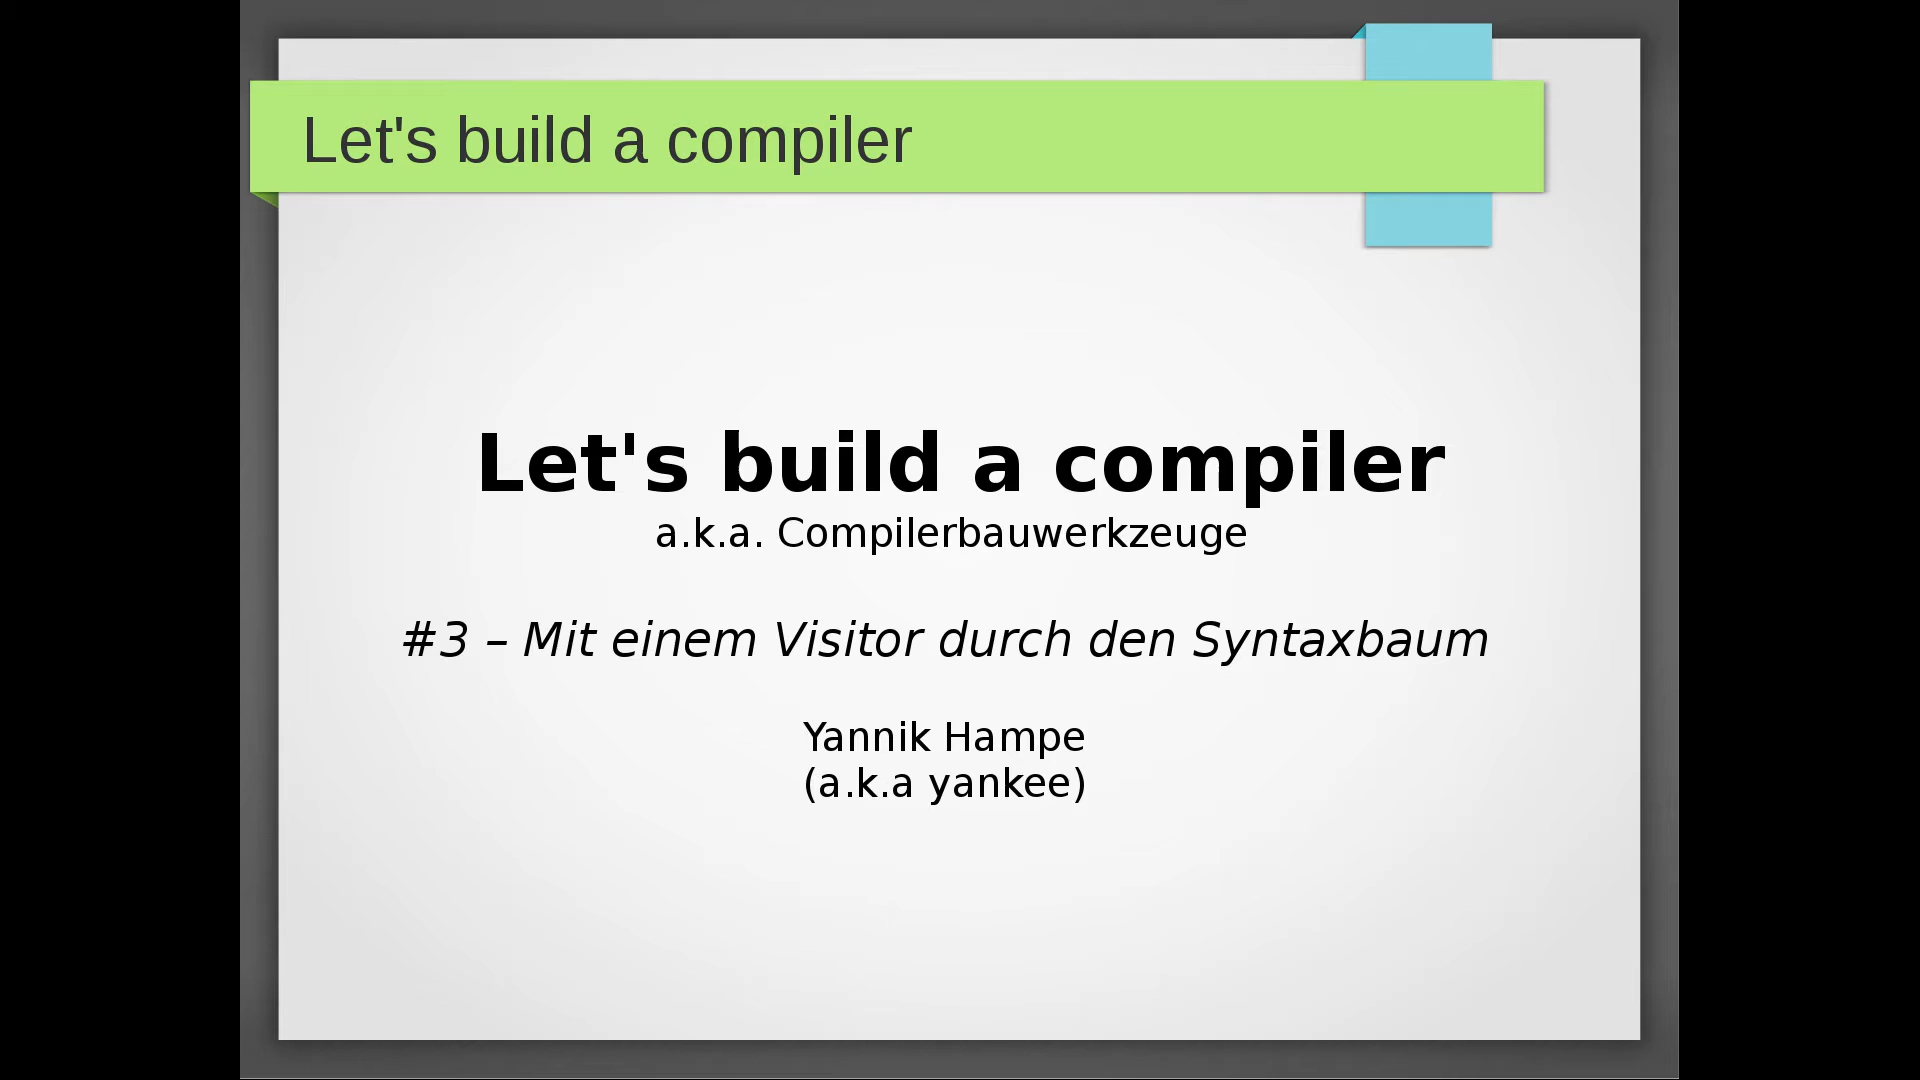 Let's build a compiler
Let's build a compiler
a.k.a. Compilerbauwerkzeuge
#3 – Mit einem Visitor durch den Syntaxbaum
Yannik Hampe
(a.k.a yankee)